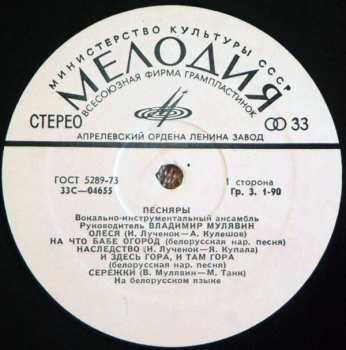 МИНИСТЕРСТВО КУЛЬТУРЫ СССР
МЕЛОДИЯ
ВСЕСОЮЗНАЯ ФИРМА ГРАМПЛАСТИНОК
СТЕРЕО
33
АПРЕЛЕВСКИЙ ОРДЕНА ЛЕНИНА ЗАВОД
ГОСТ 5289-73
33С—04655
1 сторона
Гр. 3. 1-90
ПЕСНЯРЫ
Вокально-инструментальный ансамбль
Руководитель ВЛАДИМИР МУЛЯВИН
ОЛЕСЯ (И. Лученок—А. Кулешов)
НА ЧТО БАБЕ ОГОРОД (белорусская нар. песня)
НАСЛЕДСТВО (И. Лученок—Я. Купала)
И ЗДЕСЬ ГОРА, И ТАМ ГОРА
(белорусская нар. песня)
СЕРЕЖКИ (В. Мулявин—М. Танк)
На белорусском языке